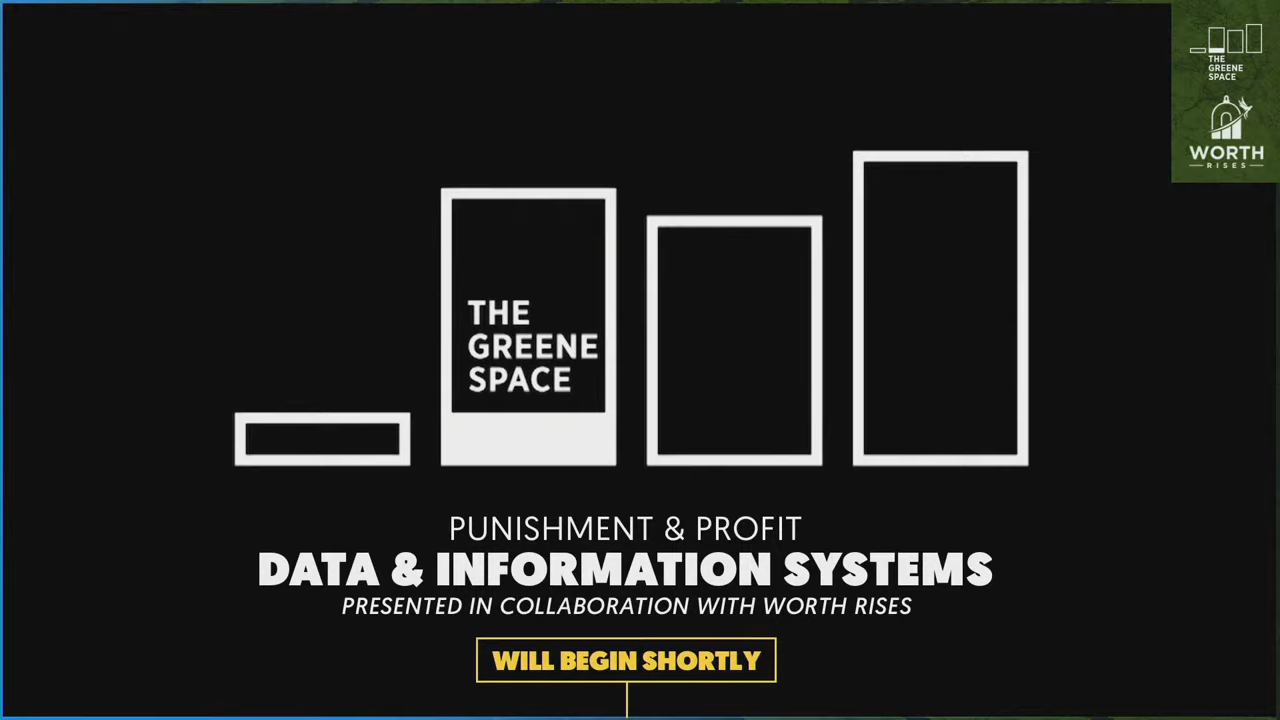 THE
GREENE
SPACE
WORTH
RISES
THE
GREENE
SPACE
PUNISHMENT & PROFIT
DATA & INFORMATION SYSTEMS
PRESENTED IN COLLABORATION WITH WORTH RISES
WILL BEGIN SHORTLY